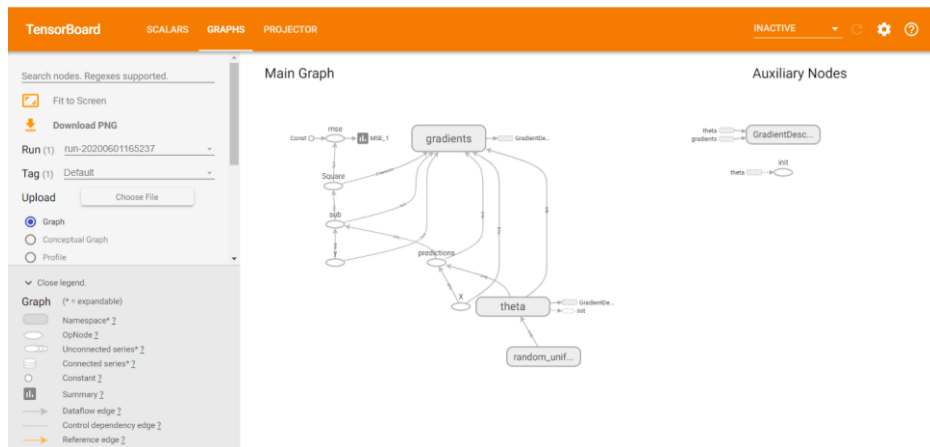 TensorBoard SCALARS GRAPHS PROJECTOR INACTIVE
Search nodes. Regexes supported.
Fit to Screen
Download PNG
Run (1) run-20200601165237
Tag (1) Default
Upload Choose File
Graph
Conceptual Graph
Profile
Close legend.
Graph (* = expandable)
Namespace* ?
OpNode ?
Unconnected series* ?
Connected series* ?
Constant ?
Summary ?
Dataflow edge ?
Control dependency edge ?
Reference edge ?
Main Graph
mse
Const
MSE_1
gradients
GradientDe...
Square
sub
y
predictions
X
theta
GradientDe...
init
random_unif...
Auxiliary Nodes
theta
gradients
GradientDesc...
init
theta